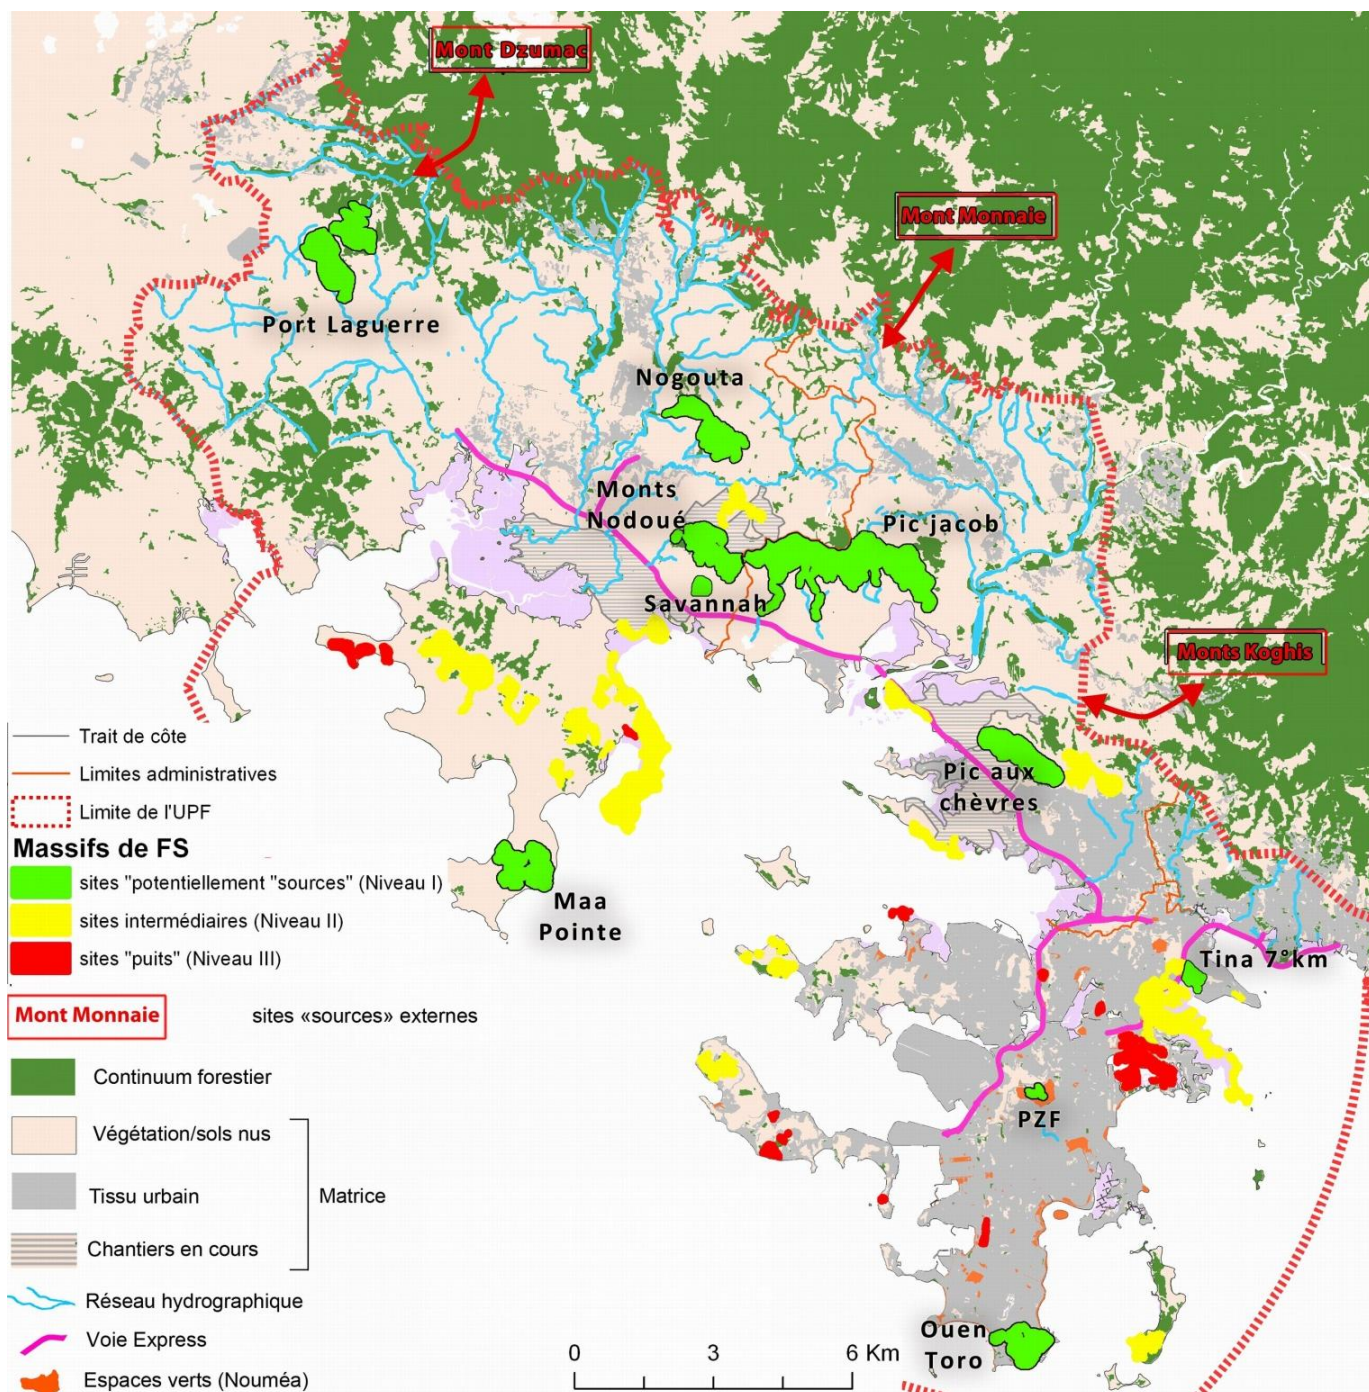 Mont Dzumac
Mont Monnaie
Port Laguerre
Nogouta
Monts
Nodoué
Pic jacob
Savannah
Monts Koghis
Pic aux
chèvres
Maa
Pointe
Tina 7°km
PZF
Ouen
Toro
Trait de côte
Limites administratives
Limite de l'UPF
Massifs de FS
sites "potentiellement "sources" (Niveau I)
sites intermédiaires (Niveau II)
sites "puits" (Niveau III)
Mont Monnaie
sites «sources» externes
Continuum forestier
Végétation/sols nus
Tissu urbain
Matrice
Chantiers en cours
Réseau hydrographique
Voie Express
Espaces verts (Nouméa)
0 3 6 Km